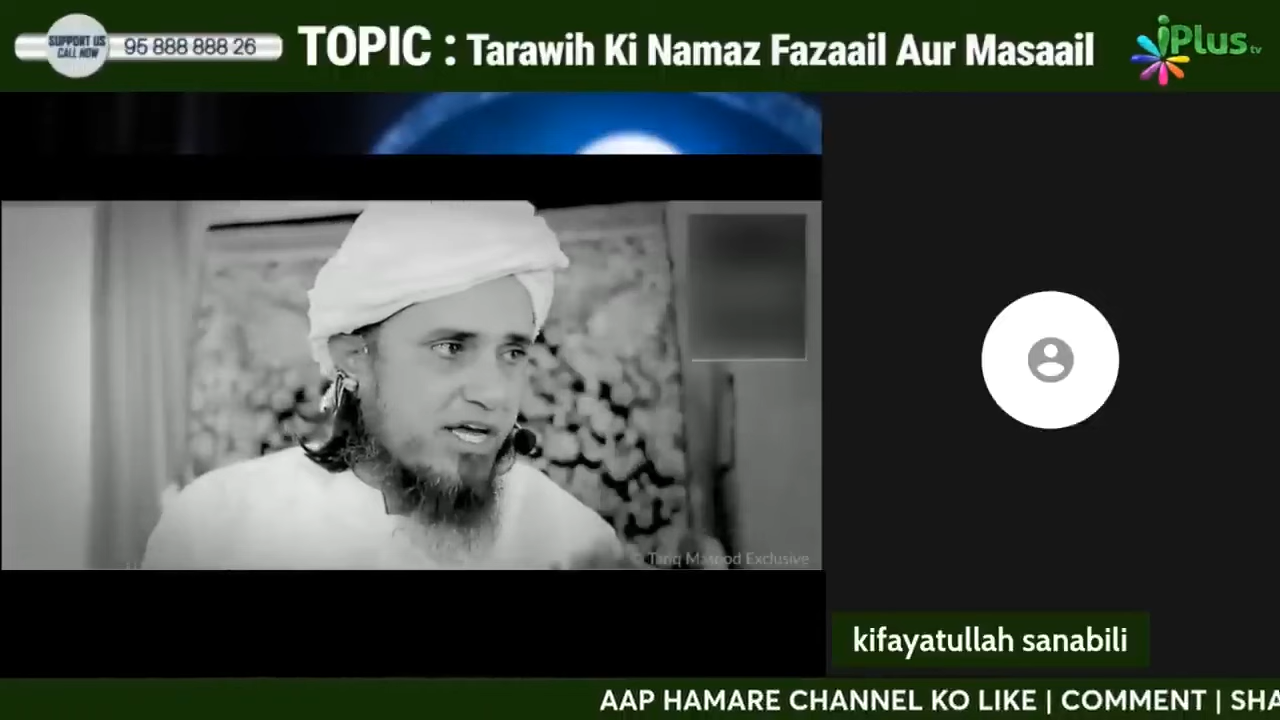 SUPPORT US
CALL NOW
95 888 888 26
TOPIC : Tarawih Ki Namaz Fazaail Aur Masaail
iPlus tv
© Tariq Masood Exclusive
kifayatullah sanabili
AAP HAMARE CHANNEL KO LIKE | COMMENT | SHA